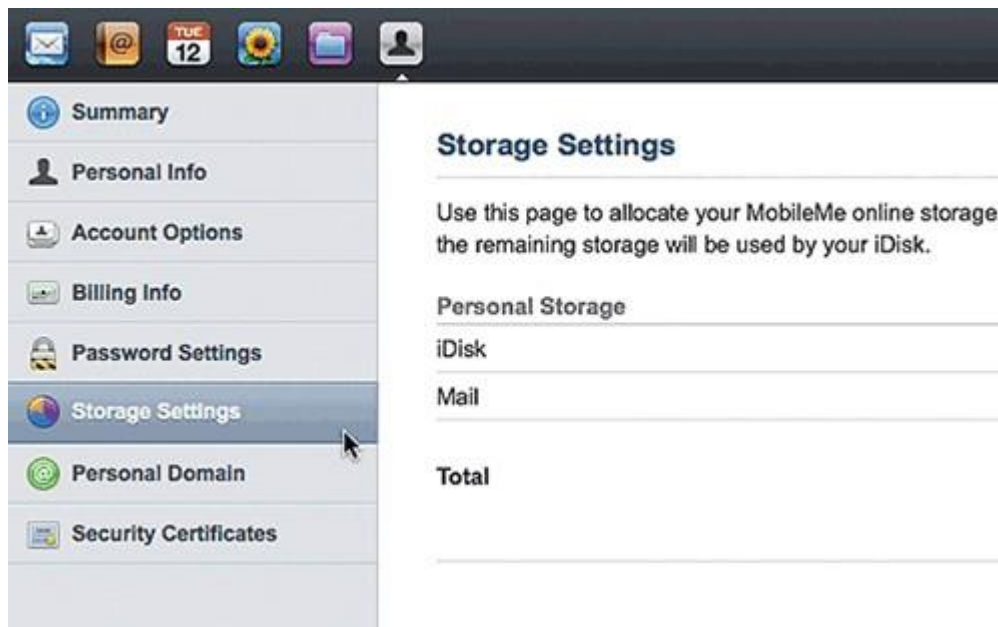 TUE
12
@
Summary
Personal Info
Account Options
Billing Info
Password Settings
Storage Settings
Personal Domain
Security Certificates
Storage Settings
Use this page to allocate your MobileMe online storage
the remaining storage will be used by your iDisk.
Personal Storage
iDisk
Mail
Total